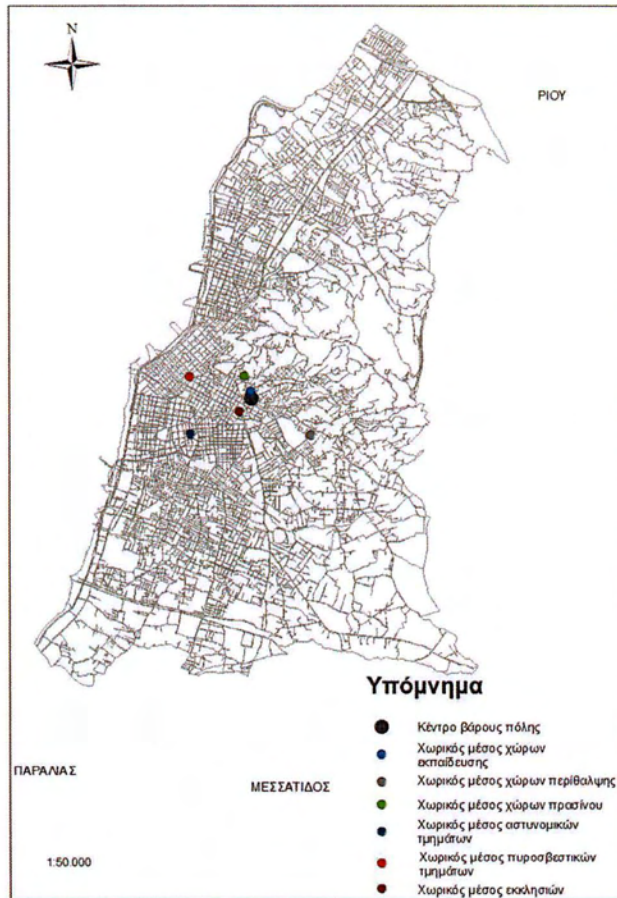 N
ΡΙΟΥ
Υπόμνημα
Κέντρο βάρους πόλης
Χωρικός μέσος χώρων
εκπαίδευσης
Χωρικός μέσος χώρων περίθαλψης
Χωρικός μέσος χώρων πρασίνου
Χωρικός μέσος αστυνομικών
τμημάτων
Χωρικός μέσος πυροσβεστικών
τμημάτων
Χωρικός μέσος εκκλησιών
ΠΑΡΑΛΙΑΣ
ΜΕΣΣΑΤΙΔΟΣ
1:50.000